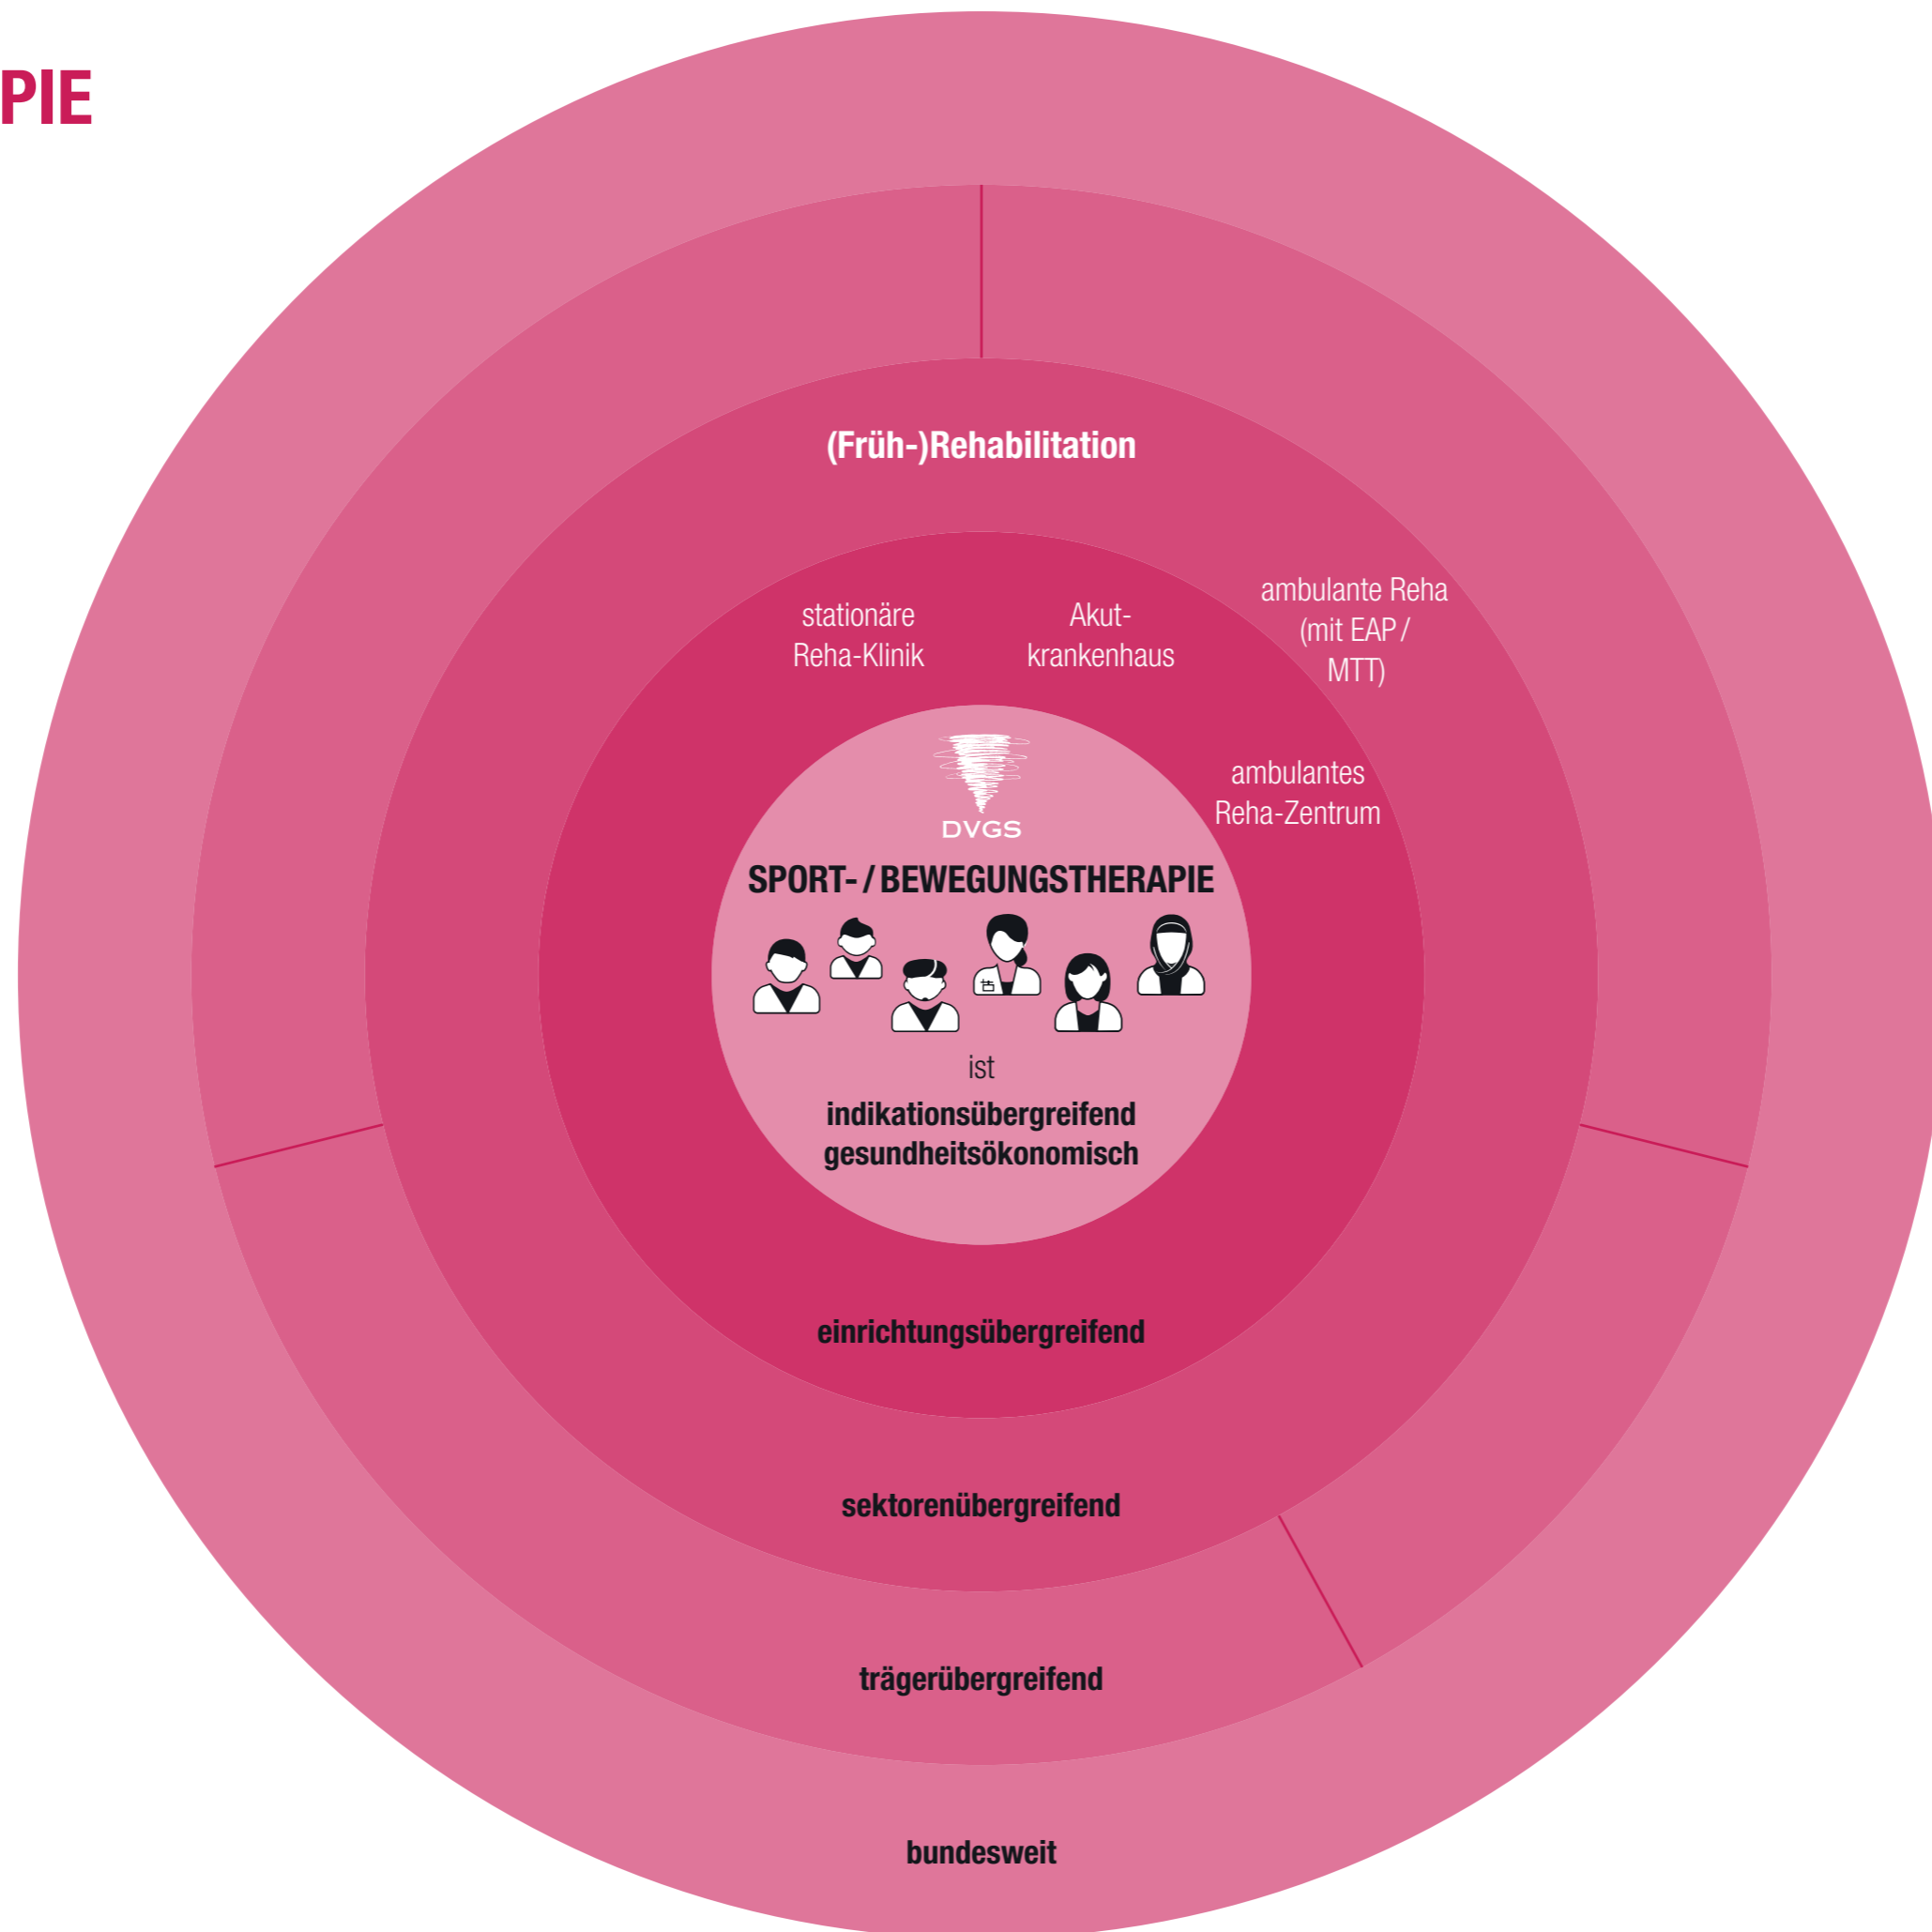 PIE
(Früh-)Rehabilitation
stationäre
Reha-Klinik
Akut-
krankenhaus
ambulante Reha
(mit EAP /
MTT)
ambulantes
Reha-Zentrum
DVGS
SPORT- / BEWEGUNGSTHERAPIE
ist
indikationsübergreifend
gesundheitsökonomisch
einrichtungsübergreifend
sektorenübergreifend
trägerübergreifend
bundesweit